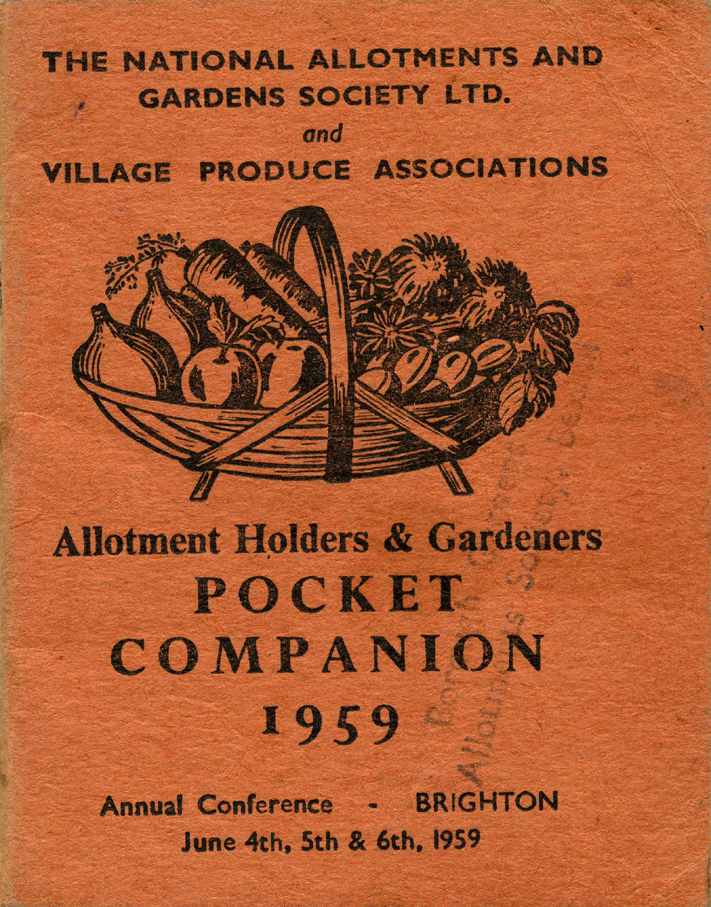 THE NATIONAL ALLOTMENTS AND
GARDENS SOCIETY LTD.
and
VILLAGE PRODUCE ASSOCIATIONS
Allotment Holders & Gardeners
POCKET
COMPANION
1959
Annual Conference - BRIGHTON
June 4th, 5th & 6th, 1959